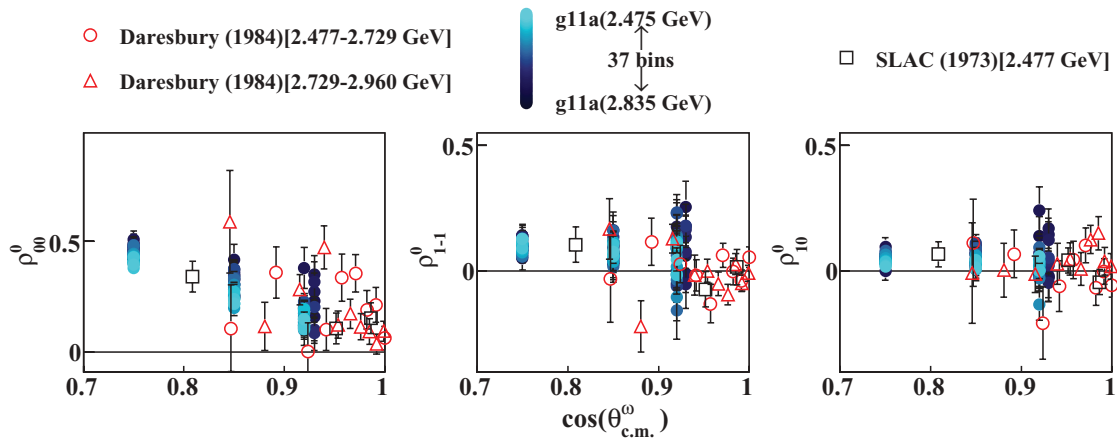 Daresbury (1984)[2.477-2.729 GeV]
Daresbury (1984)[2.729-2.960 GeV]
g11a(2.475 GeV)
37 bins
g11a(2.835 GeV)
SLAC (1973)[2.477 GeV]
ρ⁰₀₀
0.5
0
0.7 0.8 0.9 1
ρ⁰₁₋₁
0.5
0
0.7 0.8 0.9 1
ρ⁰₁₀
0.5
0
0.7 0.8 0.9 1
cos(θ^ω_c.m.)